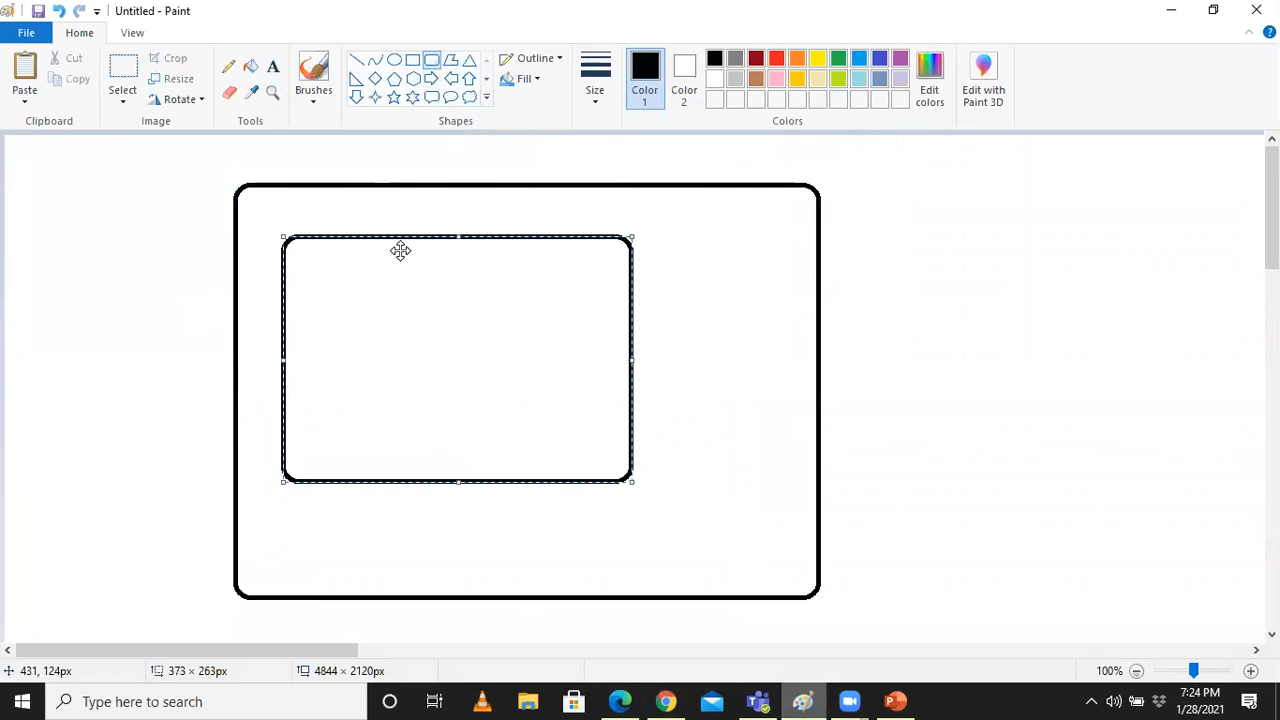 Untitled - Paint
File Home View
Paste
Cut
Copy
Clipboard
Select
Crop
Resize
Rotate
Image
Tools
Brushes
Outline
Fill
Shapes
Size
Color 1
Color 2
Edit colors
Colors
Edit with Paint 3D
431, 124px 373 × 263px 4844 × 2120px 100%
Type here to search
7:24 PM
1/28/2021